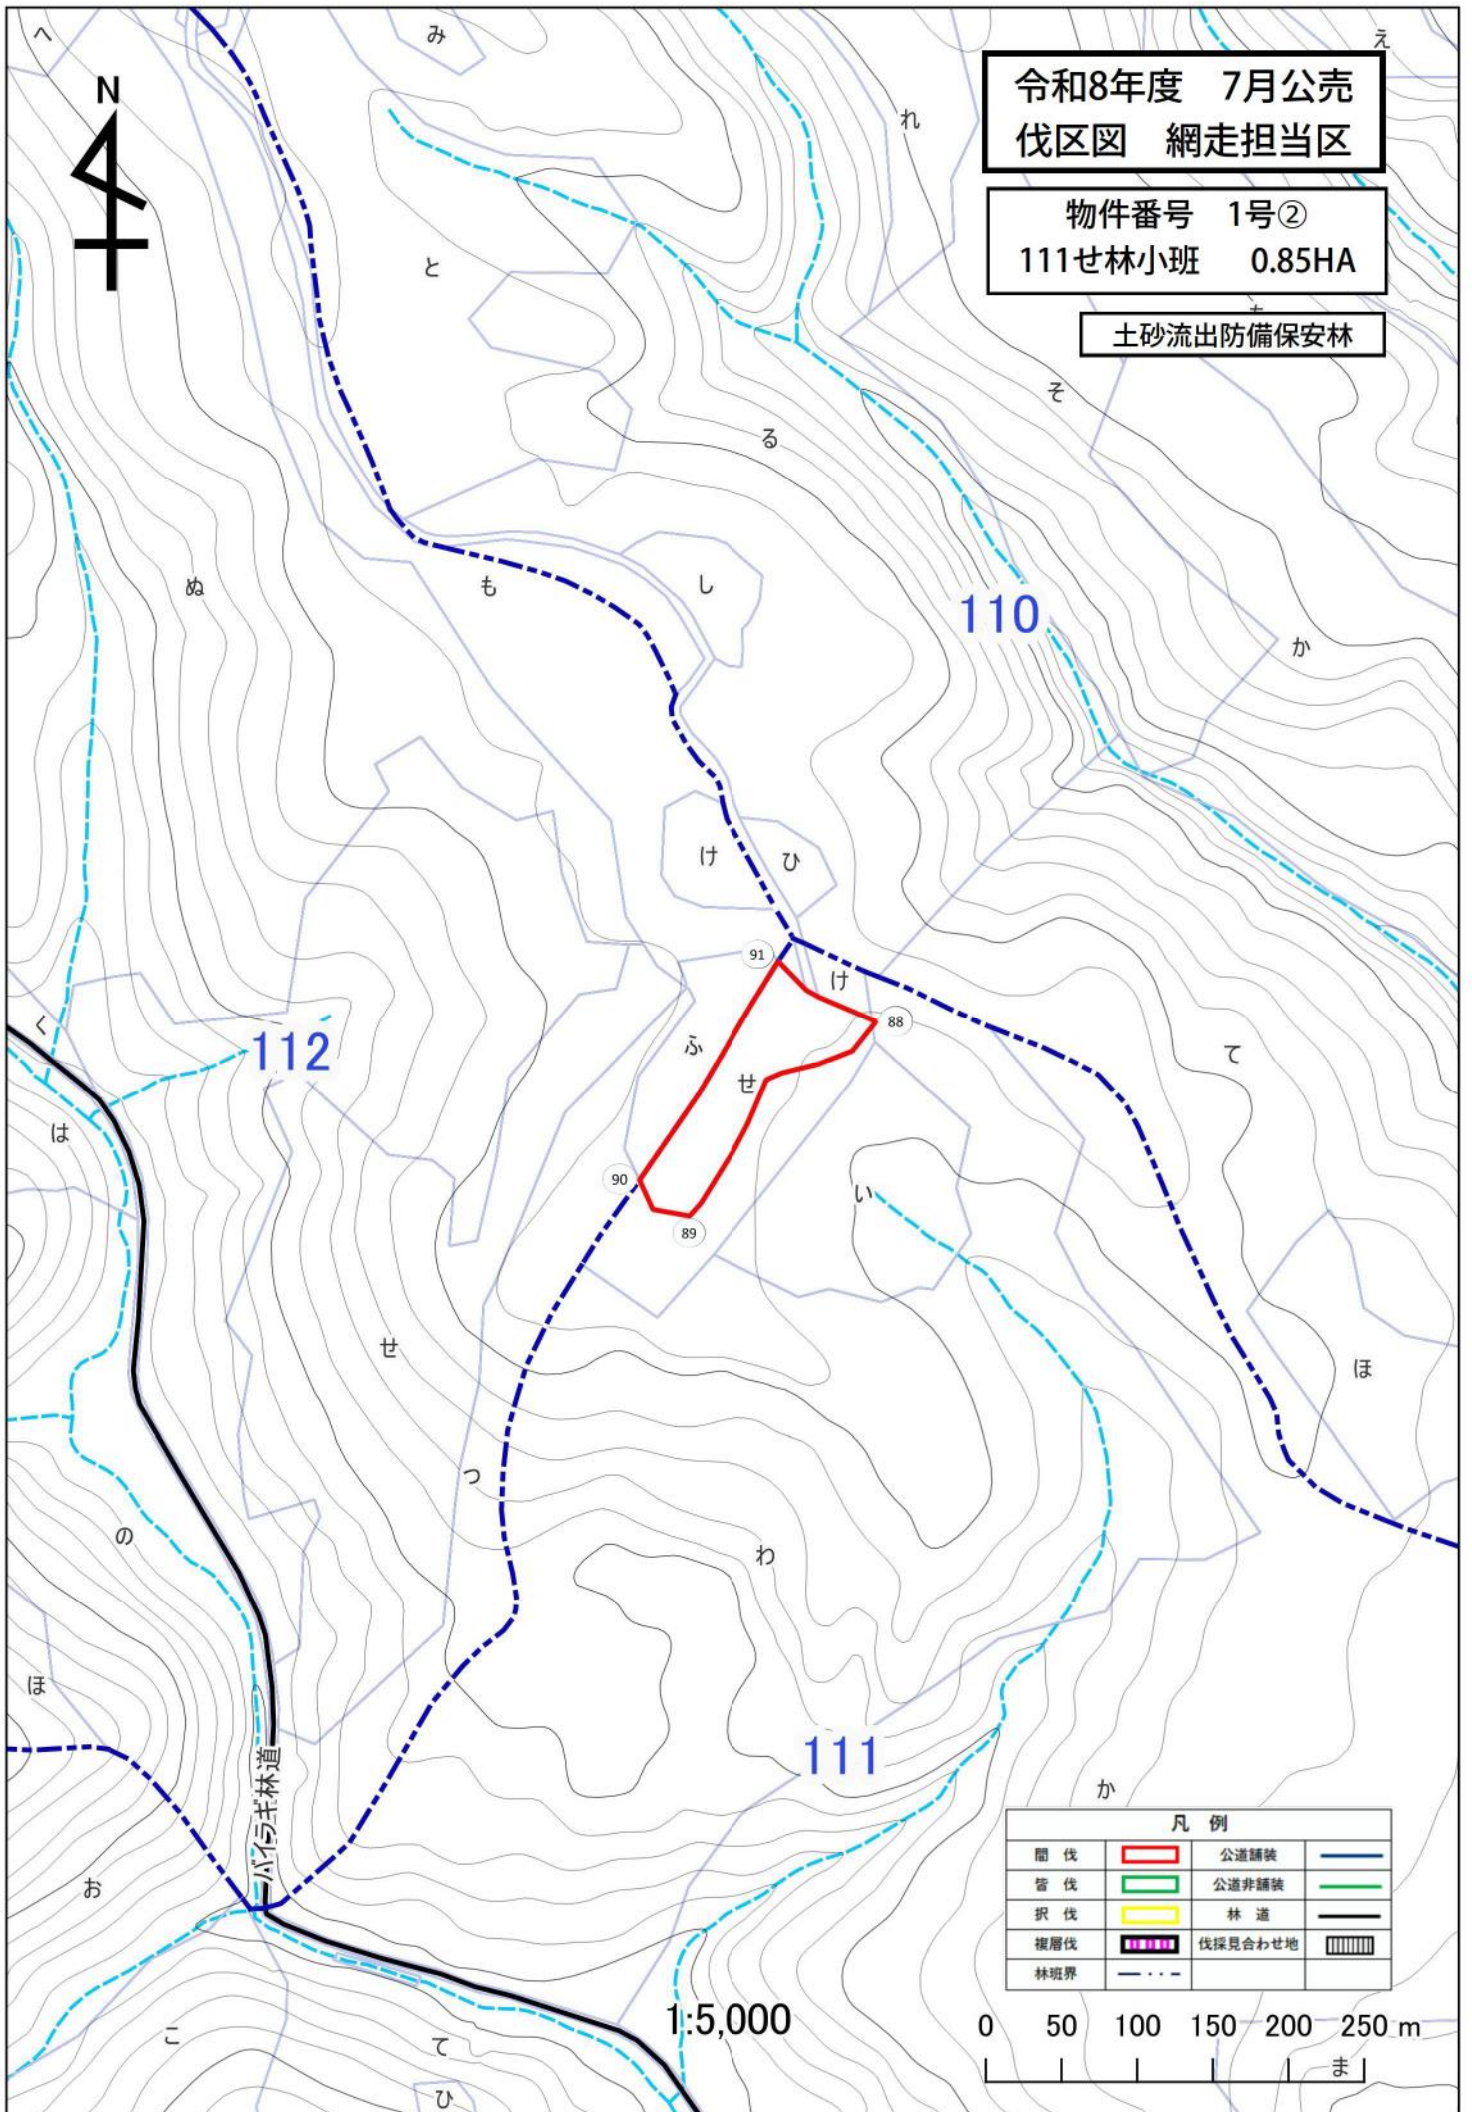 へ
み
え
N
令和8年度　7月公売
伐区図　網走担当区
れ
物件番号　1号②
111せ林小班　0.85HA
と
土砂流出防備保安林
そ
る
ぬ
も
し
110
か
け
ひ
91
け
88
く
112
ふ
せ
て
は
90
い
89
せ
ほ
つ
の
わ
ほ
111
バイラギ林道
か
お
凡　例
間　伐　公道舗装
皆　伐　公道非舗装
択　伐　林　道
複層伐　伐採見合わせ地
林班界
1:5,000
0　50　100　150　200　250 m
こ
て
ま
ひ